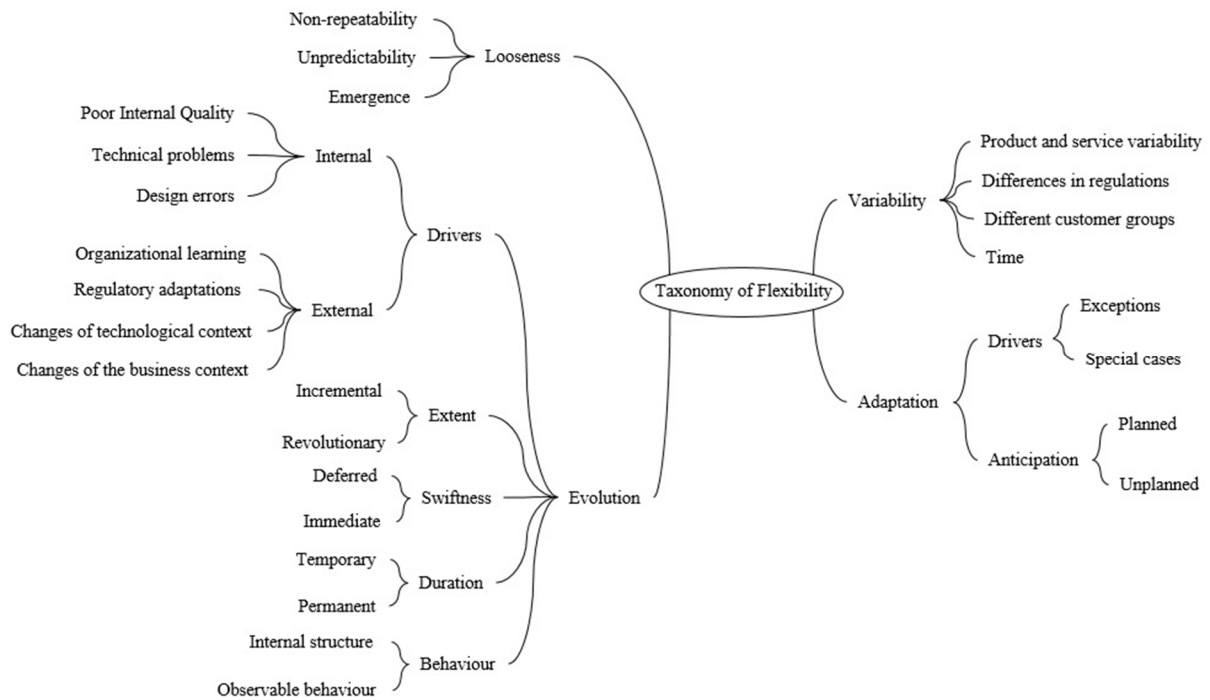 Non-repeatability
Unpredictability
Looseness
Emergence
Poor Internal Quality
Technical problems
Internal
Design errors
Drivers
Organizational learning
Regulatory adaptations
External
Changes of technological context
Changes of the business context
Incremental
Extent
Revolutionary
Deferred
Swiftness
Evolution
Immediate
Temporary
Duration
Permanent
Internal structure
Behaviour
Observable behaviour
Taxonomy of Flexibility
Product and service variability
Differences in regulations
Variability
Different customer groups
Time
Exceptions
Drivers
Special cases
Adaptation
Planned
Anticipation
Unplanned